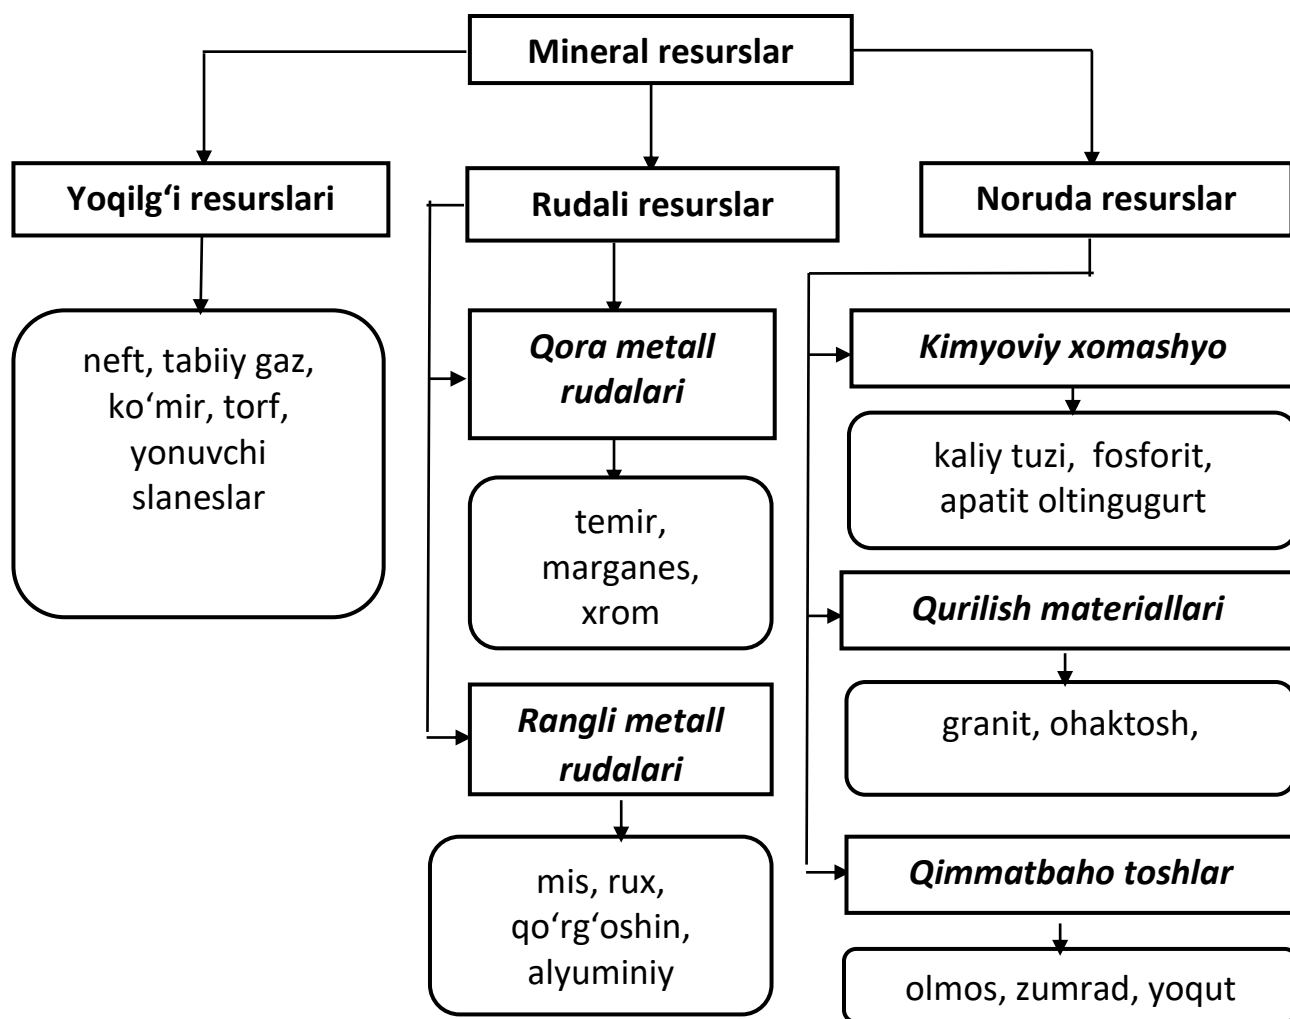 Mineral resurslar
Yoqilg‘i resurslari
Rudali resurslar
Noruda resurslar
neft, tabiiy gaz,
ko‘mir, torf,
yonuvchi
slaneslar
Qora metall
rudalari
temir,
marganes,
xrom
Rangli metall
rudalari
mis, rux,
qo‘rg‘oshin,
alyuminiy
Kimyoviy xomashyo
kaliy tuzi,  fosforit,
apatit oltingugurt
Qurilish materiallari
granit, ohaktosh,
Qimmatbaho toshlar
olmos, zumrad, yoqut